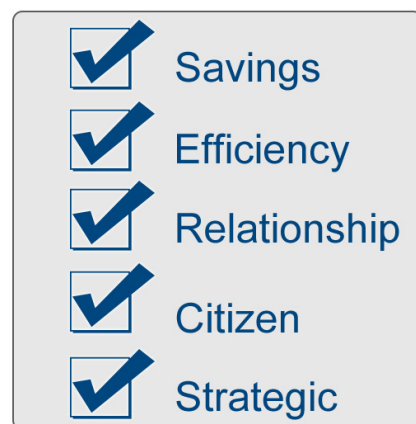 Savings
Efficiency
Relationship
Citizen
Strategic